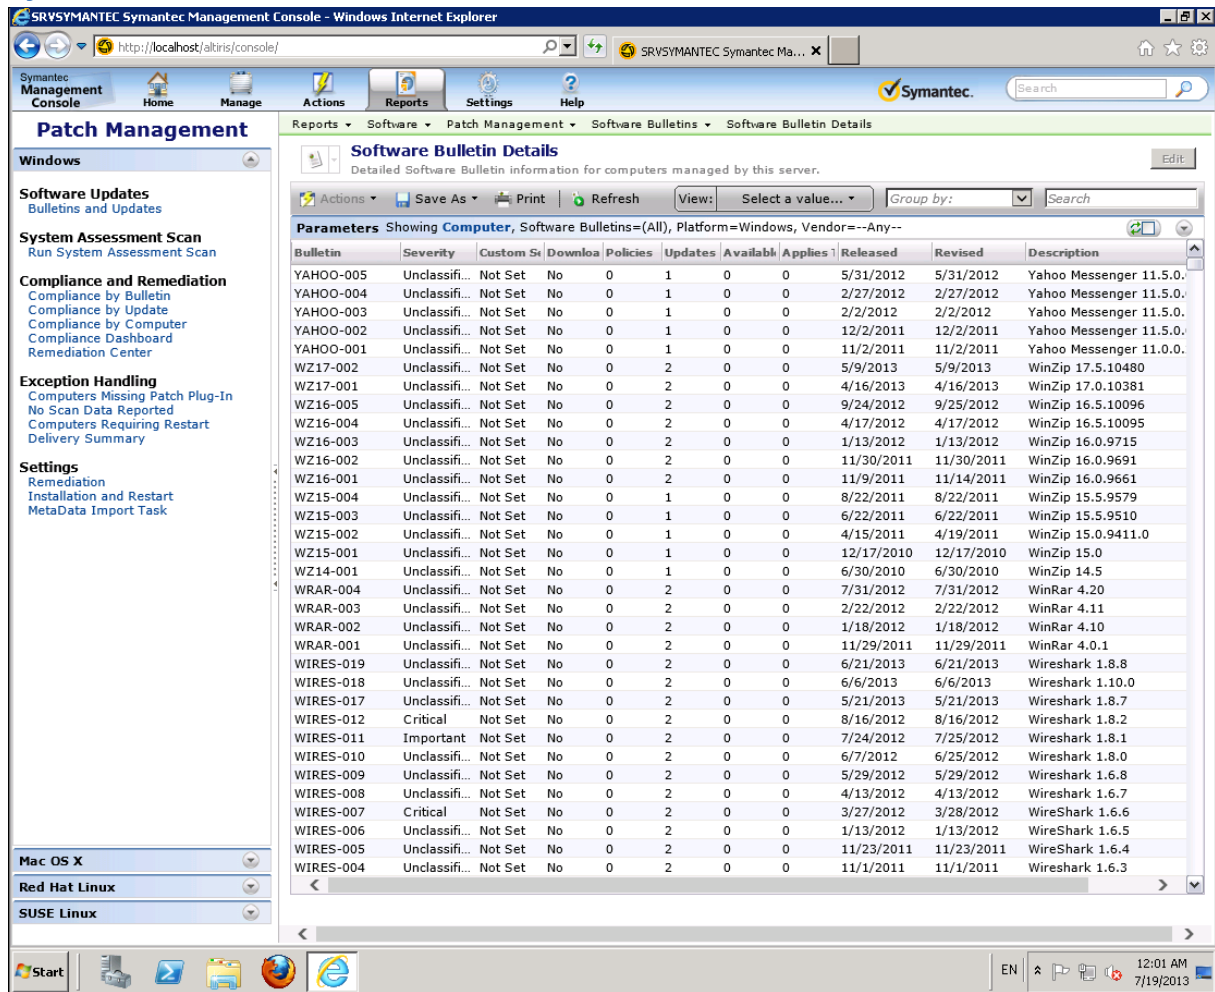 SRVSYMANTEC Symantec Management Console - Windows Internet Explorer
http://localhost/altiris/console/
SRVSYMANTEC Symantec Ma...
Symantec Management Console
Home Manage Actions Reports Settings Help
Symantec.
Search
Patch Management
Windows
Software Updates
Bulletins and Updates
System Assessment Scan
Run System Assessment Scan
Compliance and Remediation
Compliance by Bulletin
Compliance by Update
Compliance by Computer
Compliance Dashboard
Remediation Center
Exception Handling
Computers Missing Patch Plug-In
No Scan Data Reported
Computers Requiring Restart
Delivery Summary
Settings
Remediation
Installation and Restart
MetaData Import Task
Mac OS X
Red Hat Linux
SUSE Linux
Reports Software Patch Management Software Bulletins Software Bulletin Details
Software Bulletin Details
Detailed Software Bulletin information for computers managed by this server.
Edit
Actions Save As Print Refresh View: Select a value... Group by: Search
Parameters Showing Computer, Software Bulletins=(All), Platform=Windows, Vendor=--Any--
Bulletin Severity Custom Se Downloa Policies Updates Availabl Applies T Released Revised Description
YAHOO-005 Unclassifi... Not Set No 0 1 0 0 5/31/2012 5/31/2012 Yahoo Messenger 11.5.0.
YAHOO-004 Unclassifi... Not Set No 0 1 0 0 2/27/2012 2/27/2012 Yahoo Messenger 11.5.0.
YAHOO-003 Unclassifi... Not Set No 0 1 0 0 2/2/2012 2/2/2012 Yahoo Messenger 11.5.0.
YAHOO-002 Unclassifi... Not Set No 0 1 0 0 12/2/2011 12/2/2011 Yahoo Messenger 11.5.0.
YAHOO-001 Unclassifi... Not Set No 0 1 0 0 11/2/2011 11/2/2011 Yahoo Messenger 11.0.0.
WZ17-002 Unclassifi... Not Set No 0 2 0 0 5/9/2013 5/9/2013 WinZip 17.5.10480
WZ17-001 Unclassifi... Not Set No 0 2 0 0 4/16/2013 4/16/2013 WinZip 17.0.10381
WZ16-005 Unclassifi... Not Set No 0 2 0 0 9/24/2012 9/25/2012 WinZip 16.5.10096
WZ16-004 Unclassifi... Not Set No 0 2 0 0 4/17/2012 4/17/2012 WinZip 16.5.10095
WZ16-003 Unclassifi... Not Set No 0 2 0 0 1/13/2012 1/13/2012 WinZip 16.0.9715
WZ16-002 Unclassifi... Not Set No 0 2 0 0 11/30/2011 11/30/2011 WinZip 16.0.9691
WZ16-001 Unclassifi... Not Set No 0 2 0 0 11/9/2011 11/14/2011 WinZip 16.0.9661
WZ15-004 Unclassifi... Not Set No 0 1 0 0 8/22/2011 8/22/2011 WinZip 15.5.9579
WZ15-003 Unclassifi... Not Set No 0 1 0 0 6/22/2011 6/22/2011 WinZip 15.5.9510
WZ15-002 Unclassifi... Not Set No 0 1 0 0 4/15/2011 4/19/2011 WinZip 15.0.9411.0
WZ15-001 Unclassifi... Not Set No 0 1 0 0 12/17/2010 12/17/2010 WinZip 15.0
WZ14-001 Unclassifi... Not Set No 0 1 0 0 6/30/2010 6/30/2010 WinZip 14.5
WRAR-004 Unclassifi... Not Set No 0 2 0 0 7/31/2012 7/31/2012 WinRar 4.20
WRAR-003 Unclassifi... Not Set No 0 2 0 0 2/22/2012 2/22/2012 WinRar 4.11
WRAR-002 Unclassifi... Not Set No 0 2 0 0 1/18/2012 1/18/2012 WinRar 4.10
WRAR-001 Unclassifi... Not Set No 0 2 0 0 11/29/2011 11/29/2011 WinRar 4.0.1
WIRES-019 Unclassifi... Not Set No 0 2 0 0 6/21/2013 6/21/2013 Wireshark 1.8.8
WIRES-018 Unclassifi... Not Set No 0 2 0 0 6/6/2013 6/6/2013 Wireshark 1.10.0
WIRES-017 Unclassifi... Not Set No 0 2 0 0 5/21/2013 5/21/2013 Wireshark 1.8.7
WIRES-012 Critical Not Set No 0 2 0 0 8/16/2012 8/16/2012 Wireshark 1.8.2
WIRES-011 Important Not Set No 0 2 0 0 7/24/2012 7/25/2012 Wireshark 1.8.1
WIRES-010 Unclassifi... Not Set No 0 2 0 0 6/7/2012 6/25/2012 Wireshark 1.8.0
WIRES-009 Unclassifi... Not Set No 0 2 0 0 5/29/2012 5/29/2012 Wireshark 1.6.8
WIRES-008 Unclassifi... Not Set No 0 2 0 0 4/13/2012 4/13/2012 Wireshark 1.6.7
WIRES-007 Critical Not Set No 0 2 0 0 3/27/2012 3/28/2012 WireShark 1.6.6
WIRES-006 Unclassifi... Not Set No 0 2 0 0 1/13/2012 1/13/2012 WireShark 1.6.5
WIRES-005 Unclassifi... Not Set No 0 2 0 0 11/23/2011 11/23/2011 WireShark 1.6.4
WIRES-004 Unclassifi... Not Set No 0 2 0 0 11/1/2011 11/1/2011 Wireshark 1.6.3
Start
EN
12:01 AM
7/19/2013